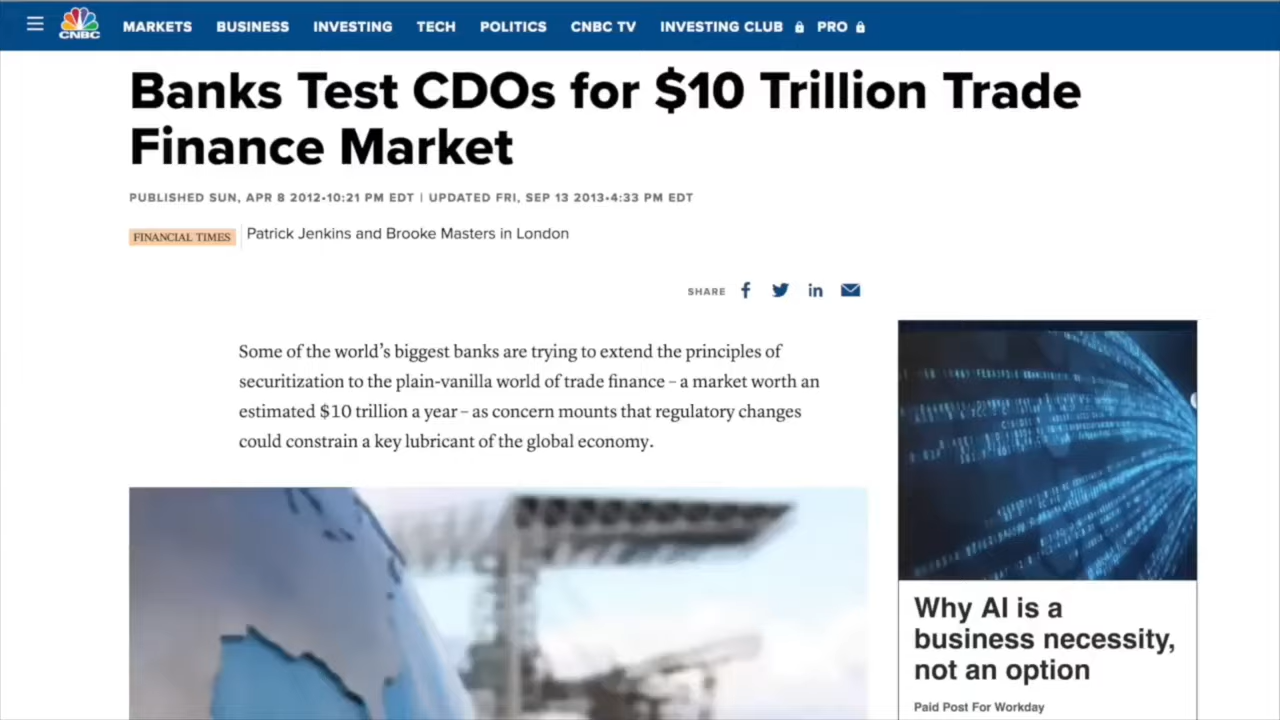 CNBC
MARKETS BUSINESS INVESTING TECH POLITICS CNBC TV INVESTING CLUB PRO
Banks Test CDOs for $10 Trillion Trade
Finance Market
PUBLISHED SUN, APR 8 2012•10:21 PM EDT | UPDATED FRI, SEP 13 2013•4:33 PM EDT
FINANCIAL TIMES Patrick Jenkins and Brooke Masters in London
SHARE
Some of the world’s biggest banks are trying to extend the principles of
securitization to the plain-vanilla world of trade finance – a market worth an
estimated $10 trillion a year – as concern mounts that regulatory changes
could constrain a key lubricant of the global economy.
Why AI is a
business necessity,
not an option
Paid Post For Workday